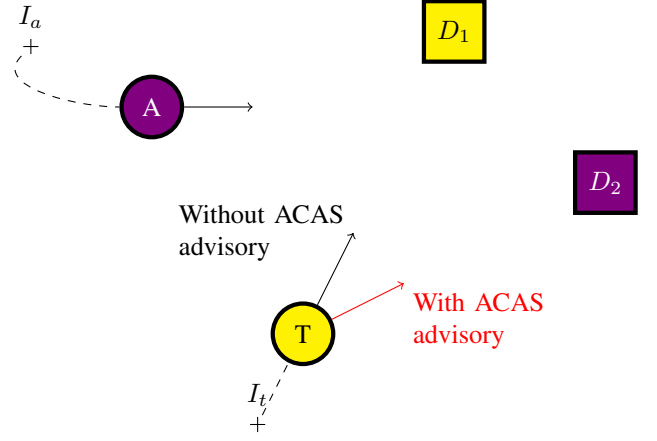 I_a
D_1
A
D_2
Without ACAS
advisory
With ACAS
advisory
T
I_t